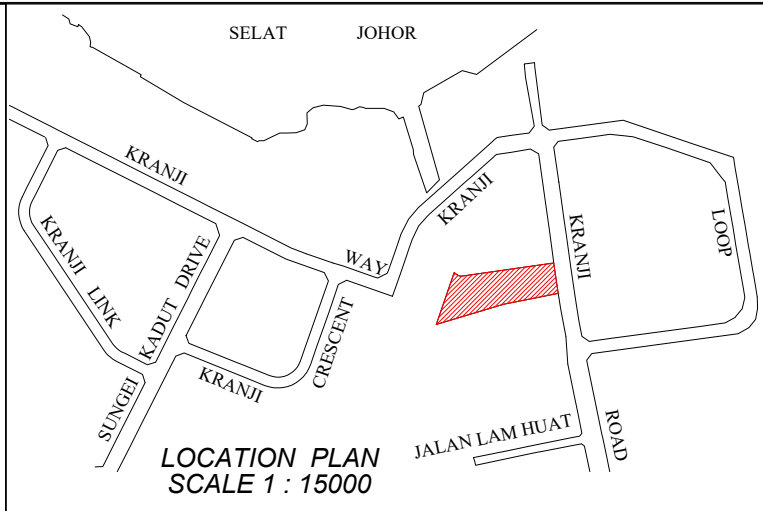 SELAT JOHOR
KRANJI WAY
KRANJI
KRANJI ROAD
LOOP
KRANJI LINK
SUNGEI KADUT DRIVE
KRANJI CRESCENT
JALAN LAM HUAT
LOCATION PLAN
SCALE 1 : 15000